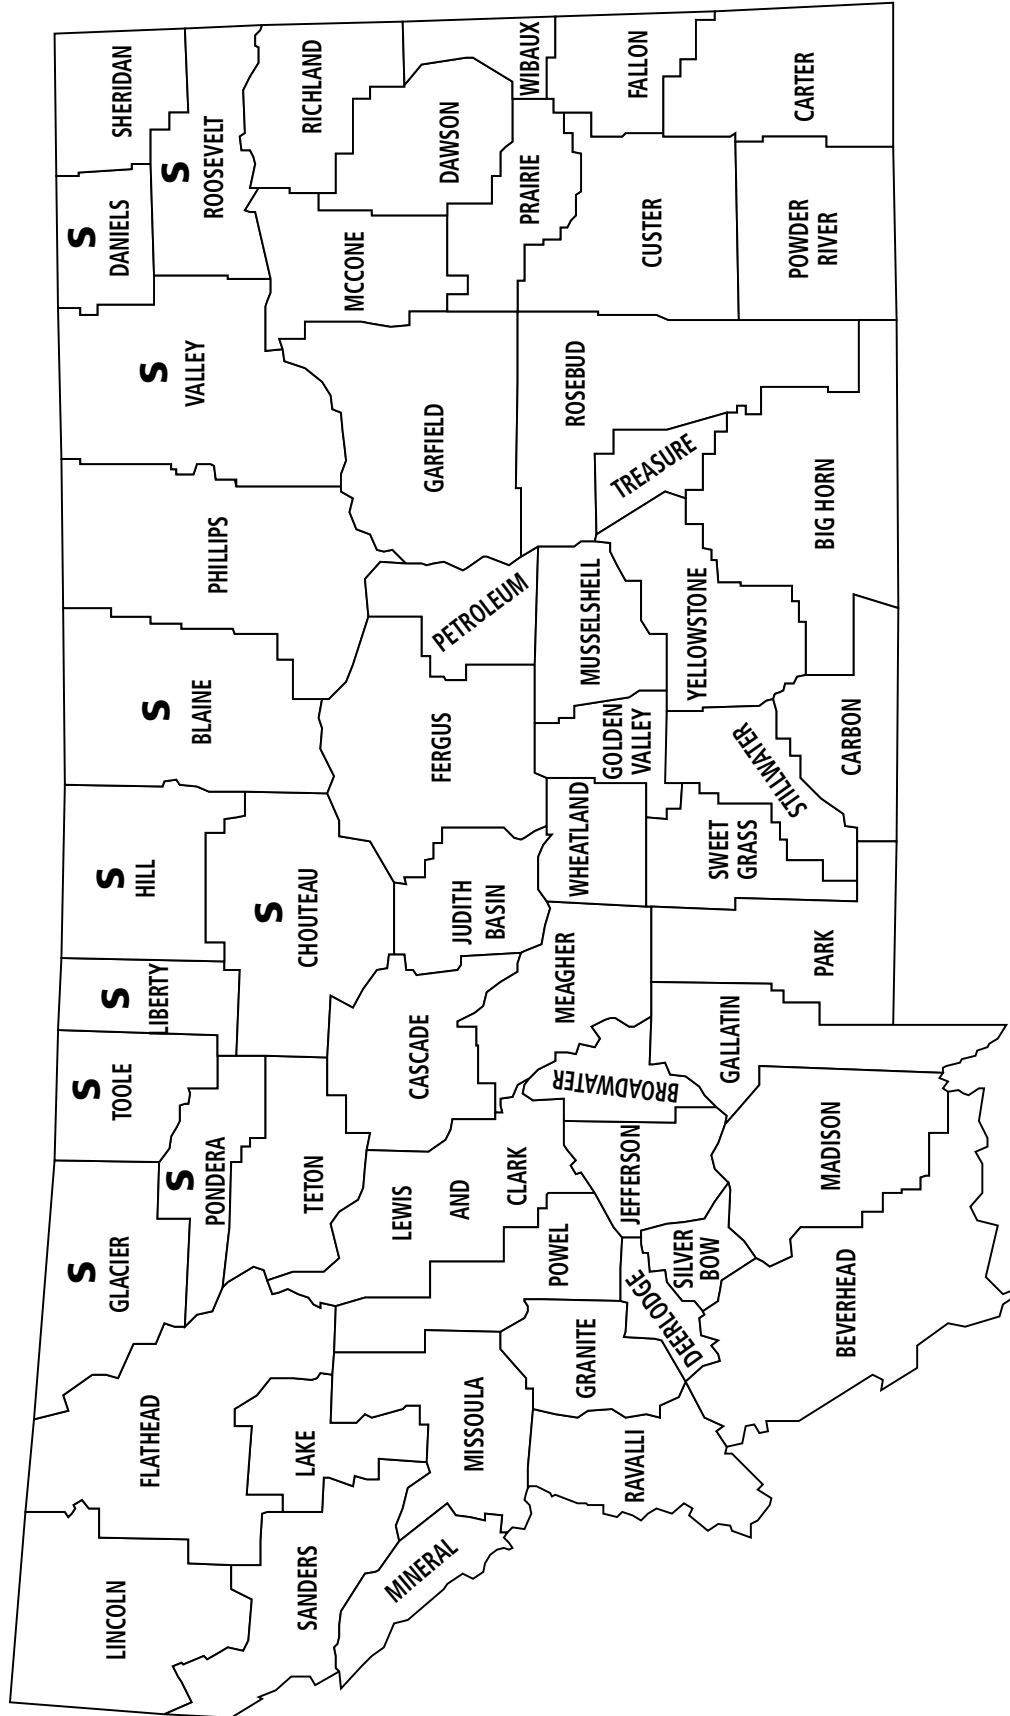 LINCOLN
FLATHEAD
S
GLACIER
S
TOOLE
S
LIBERTY
S
HILL
S
BLAINE
PHILLIPS
S
VALLEY
S
DANIELS
SHERIDAN
S
ROOSEVELT
S
PONDERA
SANDERS
LAKE
TETON
S
CHOUTEAU
MCCONE
RICHLAND
MINERAL
MISSOULA
LEWIS
AND
CLARK
CASCADE
JUDITH
BASIN
FERGUS
PETROLEUM
GARFIELD
DAWSON
PRAIRIE
WIBAUX
POWEL
GRANITE
RAVALLI
MEAGHER
BROADWATER
JEFFERSON
WHEATLAND
GOLDEN
VALLEY
MUSSELSHELL
ROSEBUD
TREASURE
CUSTER
FALLON
DEERLODGE
SILVER
BOW
GALLATIN
SWEET
GRASS
STILLWATER
YELLOWSTONE
BEVERHEAD
MADISON
PARK
CARBON
BIG HORN
POWDER
RIVER
CARTER